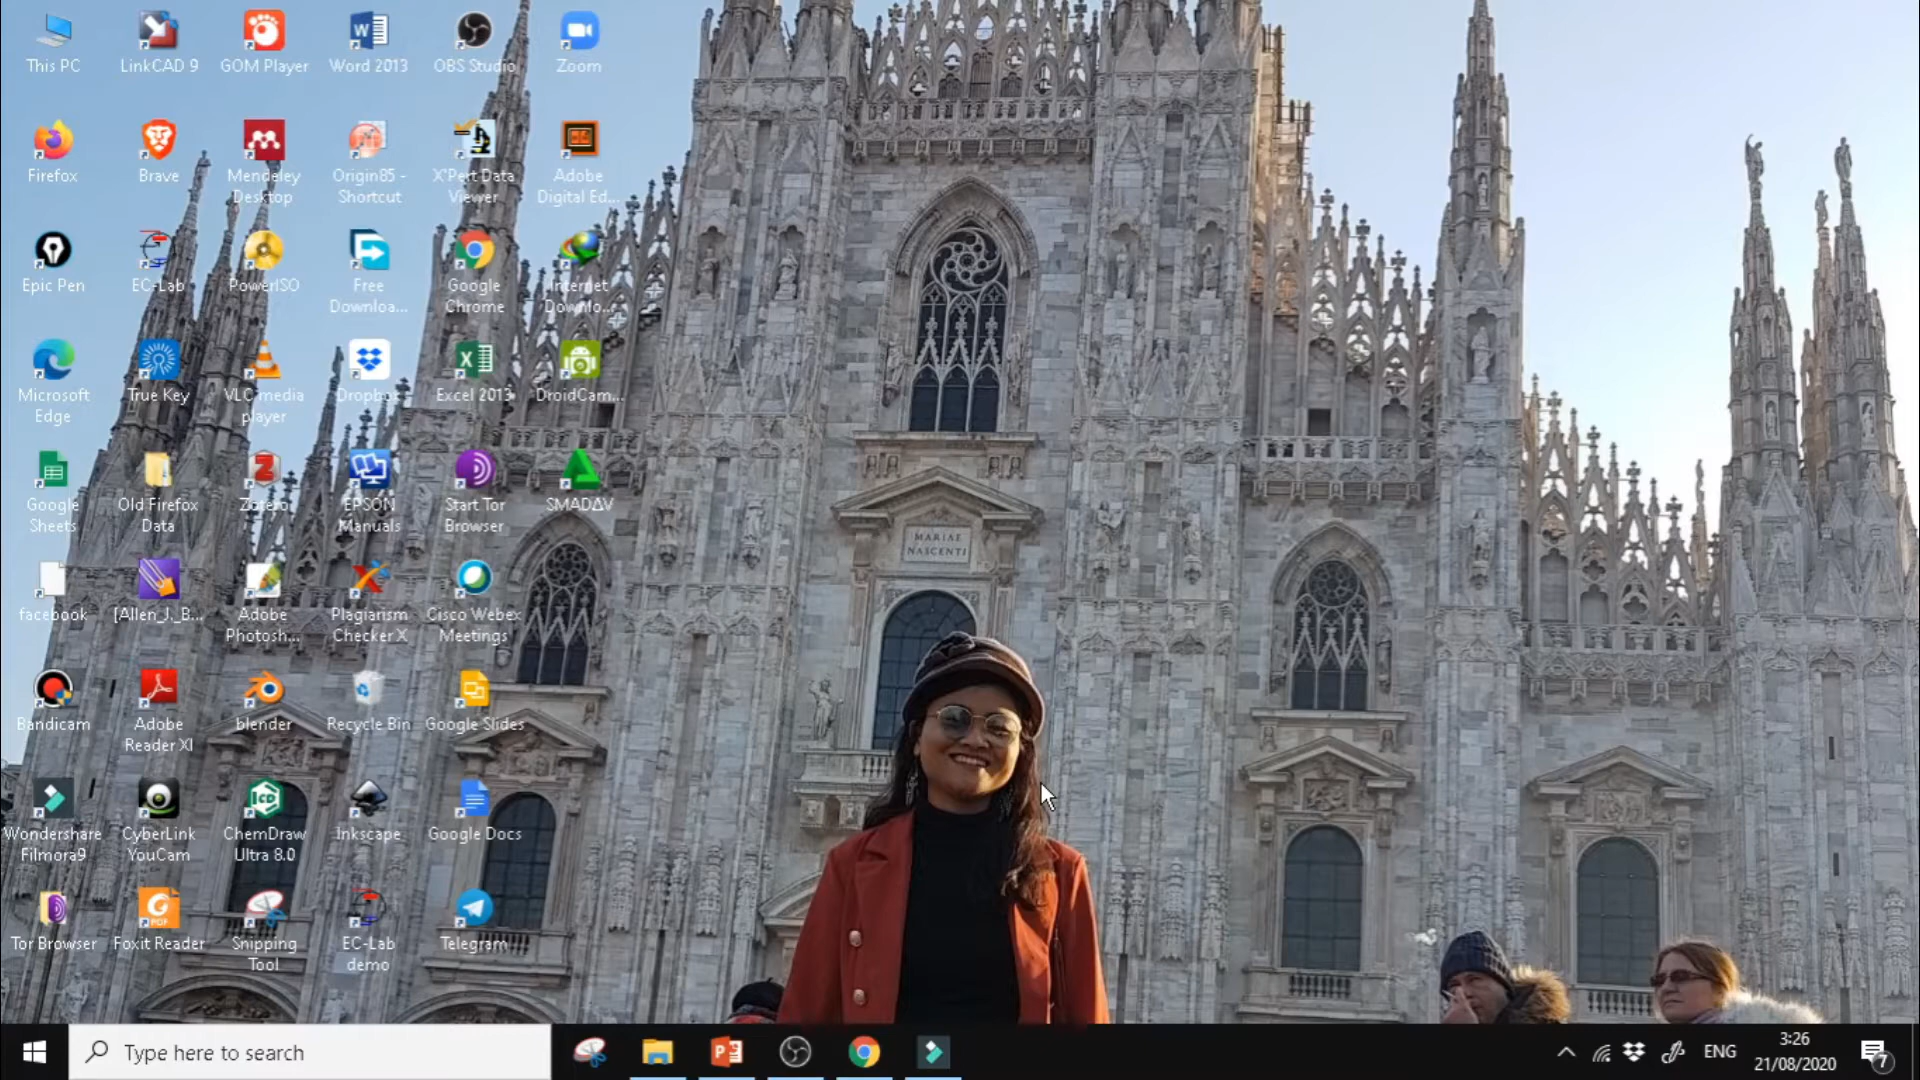 This PC
LinkCAD 9
GOM Player
Word 2013
OBS Studio
Zoom
Firefox
Brave
Mendeley
Desktop
Origin85 -
Shortcut
X'Pert Data
Viewer
Adobe
Digital Ed...
Epic Pen
EC-Lab
PowerISO
Free
Downloa...
Google
Chrome
Internet
Downlo...
Microsoft
Edge
True Key
VLC media
player
Dropbox
Excel 2013
DroidCam...
Google
Sheets
Old Firefox
Data
Zotero
EPSON
Manuals
Start Tor
Browser
SMADΔV
MARIAE
NASCENTI
facebook
[Allen_J._B...
Adobe
Photosh...
Plagiarism
Checker X
Cisco Webex
Meetings
Bandicam
Adobe
Reader XI
blender
Recycle Bin
Google Slides
Wondershare
Filmora9
CyberLink
YouCam
ChemDraw
Ultra 8.0
Inkscape
Google Docs
Tor Browser
Foxit Reader
Snipping
Tool
EC-Lab
demo
Telegram
Type here to search
ENG
3:26
21/08/2020
7